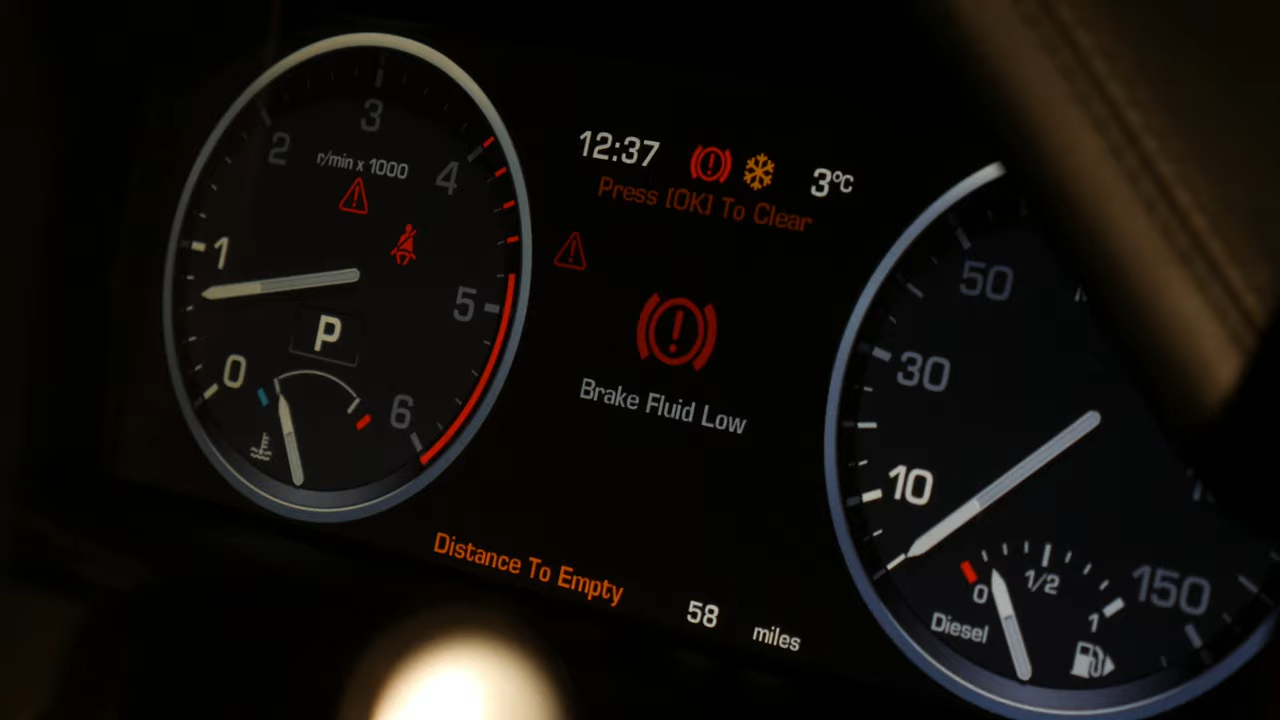 3
2
4
r/min x 1000
1
5
P
0
6
12:37
3°C
Press [OK] To Clear
Brake Fluid Low
Distance To Empty
58 miles
50
30
10
150
0
1/2
1
Diesel